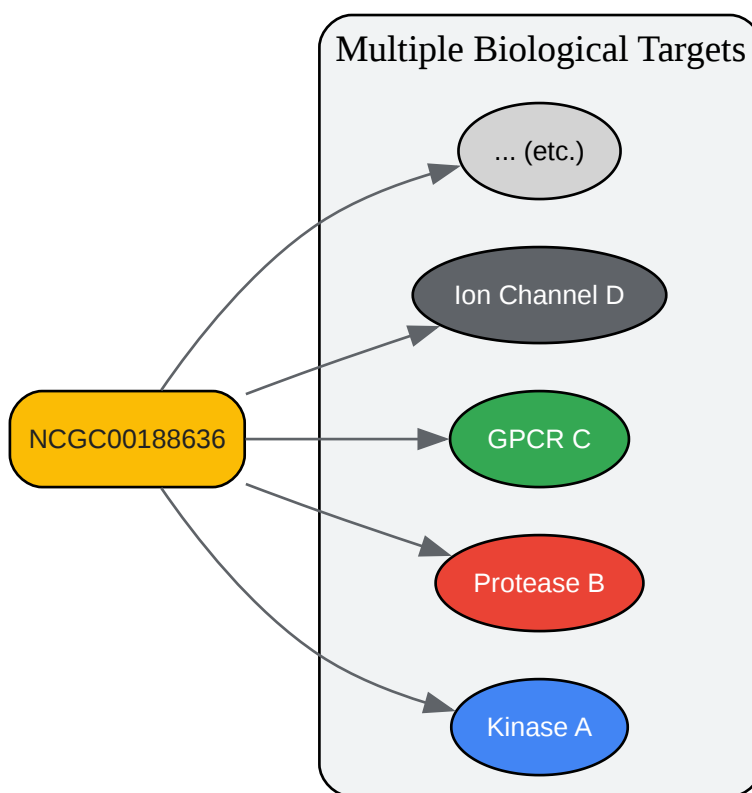 Multiple Biological Targets
... (etc.)
Ion Channel D
NCGC00188636
GPCR C
Protease B
Kinase A